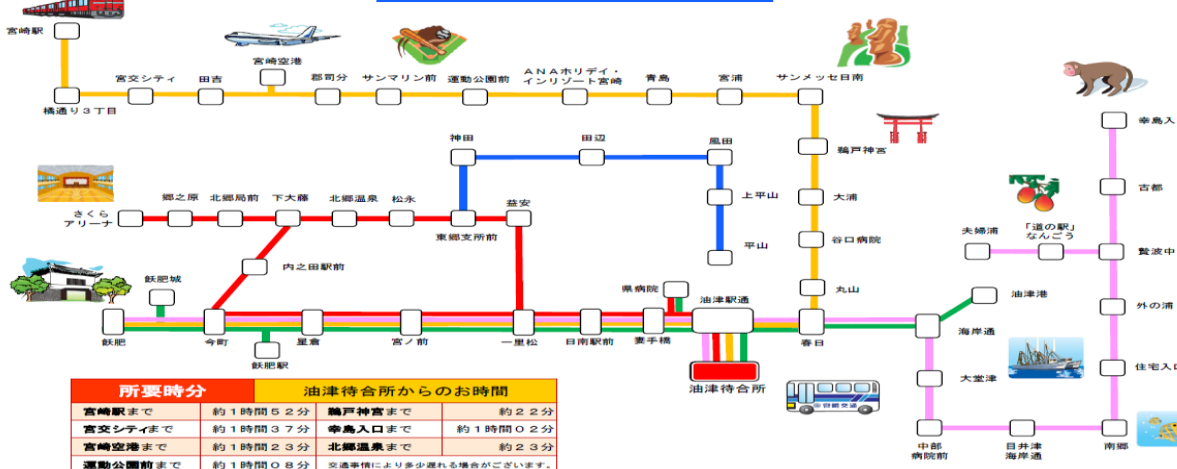 宮崎駅
橘通り3丁目
宮交シティ
田吉
宮崎空港
郡司分
サンマリン前
運動公園前
ANAホリデイ・
インリゾート宮崎
青島
宮浦
サンメッセ日南
鵜戸神宮
大浦
谷口病院
丸山
春日
神田
田辺
風田
上平山
平山
さくら
アリーナ
郷之原
北郷局前
下大藤
北郷温泉
松永
東郷支所前
益安
内之田駅前
飫肥城
飫肥
今町
飫肥駅
星倉
宮ノ前
一里松
日南駅前
妻手橋
県病院
油津駅通
油津待合所
宮崎交通
海岸通
油津港
大堂津
中部
病院前
目井津
海岸通
南郷
住宅入口
外の浦
鷲波中
「道の駅」
なんごう
夫婦浦
古都
幸島入
所要時分 油津待合所からのお時間
宮崎駅まで 約1時間52分 鵜戸神宮まで 約22分
宮交シティまで 約1時間37分 幸島入口まで 約1時間02分
宮崎空港まで 約1時間23分 北郷温泉まで 約23分
運動公園前まで 約1時間08分 交通事情により多少遅れる場合がございます。